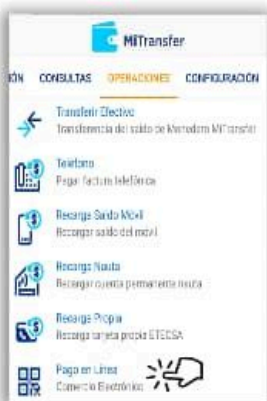 MiTransfer
IÓN CONSULTAS OPERACIONES CONFIGURACIÓN
Transferir Efectivo
Transferencia del saldo de Monedero MiTransfer
Teléfono
Pagar factura telefónica
Recarga Saldo Móvil
Recargar saldo del movil
Recarga Nauta
Recargar cuenta permanente nauta
Recarga Propia
Recarga tarjeta propia ETECSA
Pago en Línea
Comercio Electrónico